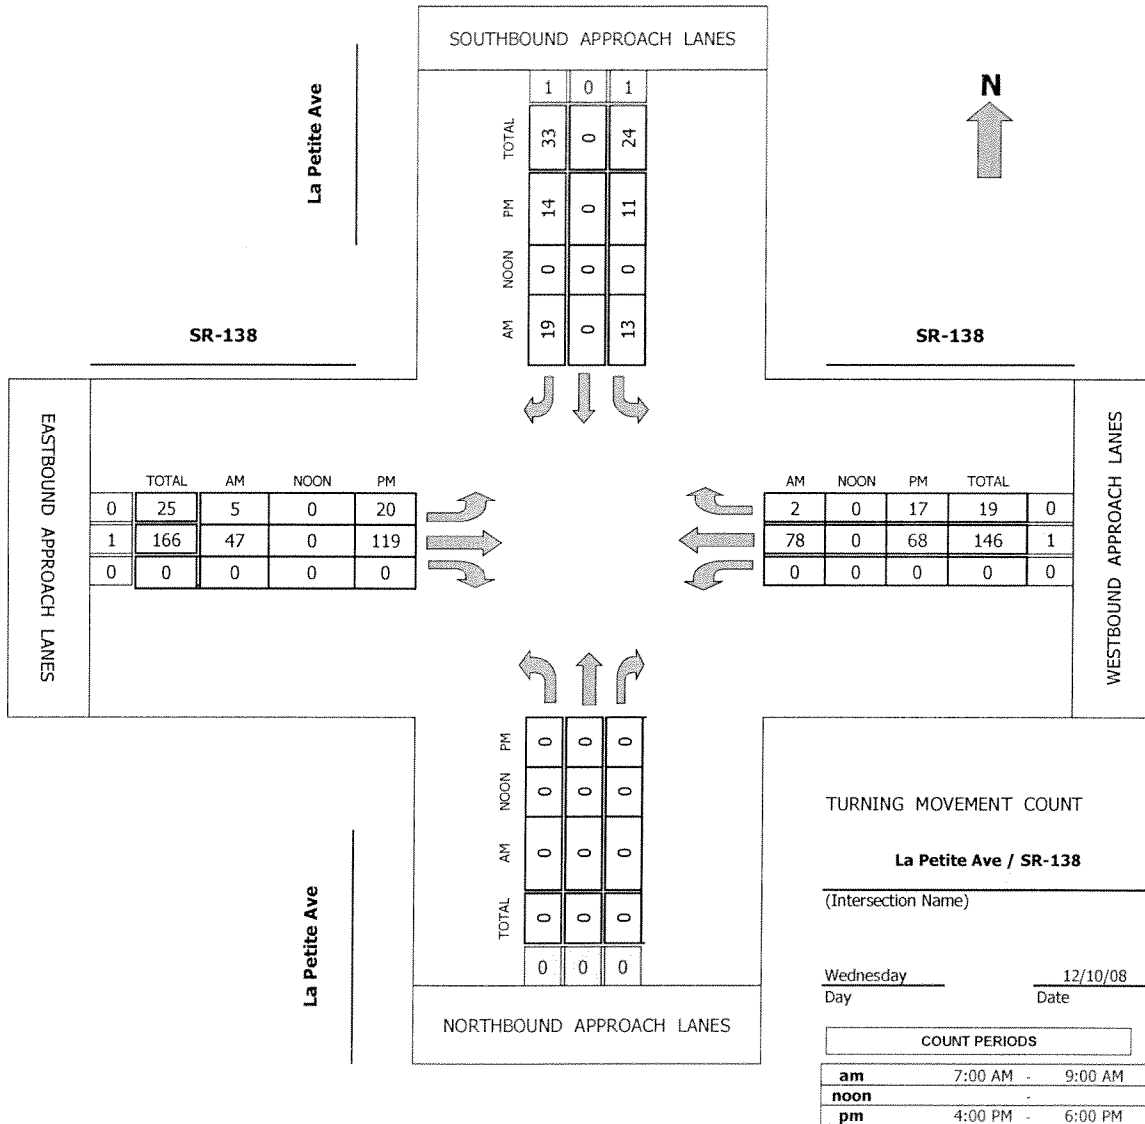 SOUTHBOUND APPROACH LANES
La Petite Ave
N
1 0 1
TOTAL 33 0 24
PM 14 0 11
NOON 0 0 0
AM 19 0 13
SR-138
SR-138
EASTBOUND APPROACH LANES
TOTAL AM NOON PM
0 25 5 0 20
1 166 47 0 119
0 0 0 0 0
AM NOON PM TOTAL
2 0 17 19 0
78 0 68 146 1
0 0 0 0 0
WESTBOUND APPROACH LANES
PM 0 0 0
NOON 0 0 0
AM 0 0 0
TOTAL 0 0 0
0 0 0
La Petite Ave
NORTHBOUND APPROACH LANES
TURNING MOVEMENT COUNT
La Petite Ave / SR-138
(Intersection Name)
Wednesday 12/10/08
Day Date
COUNT PERIODS
am 7:00 AM - 9:00 AM
noon -
pm 4:00 PM - 6:00 PM